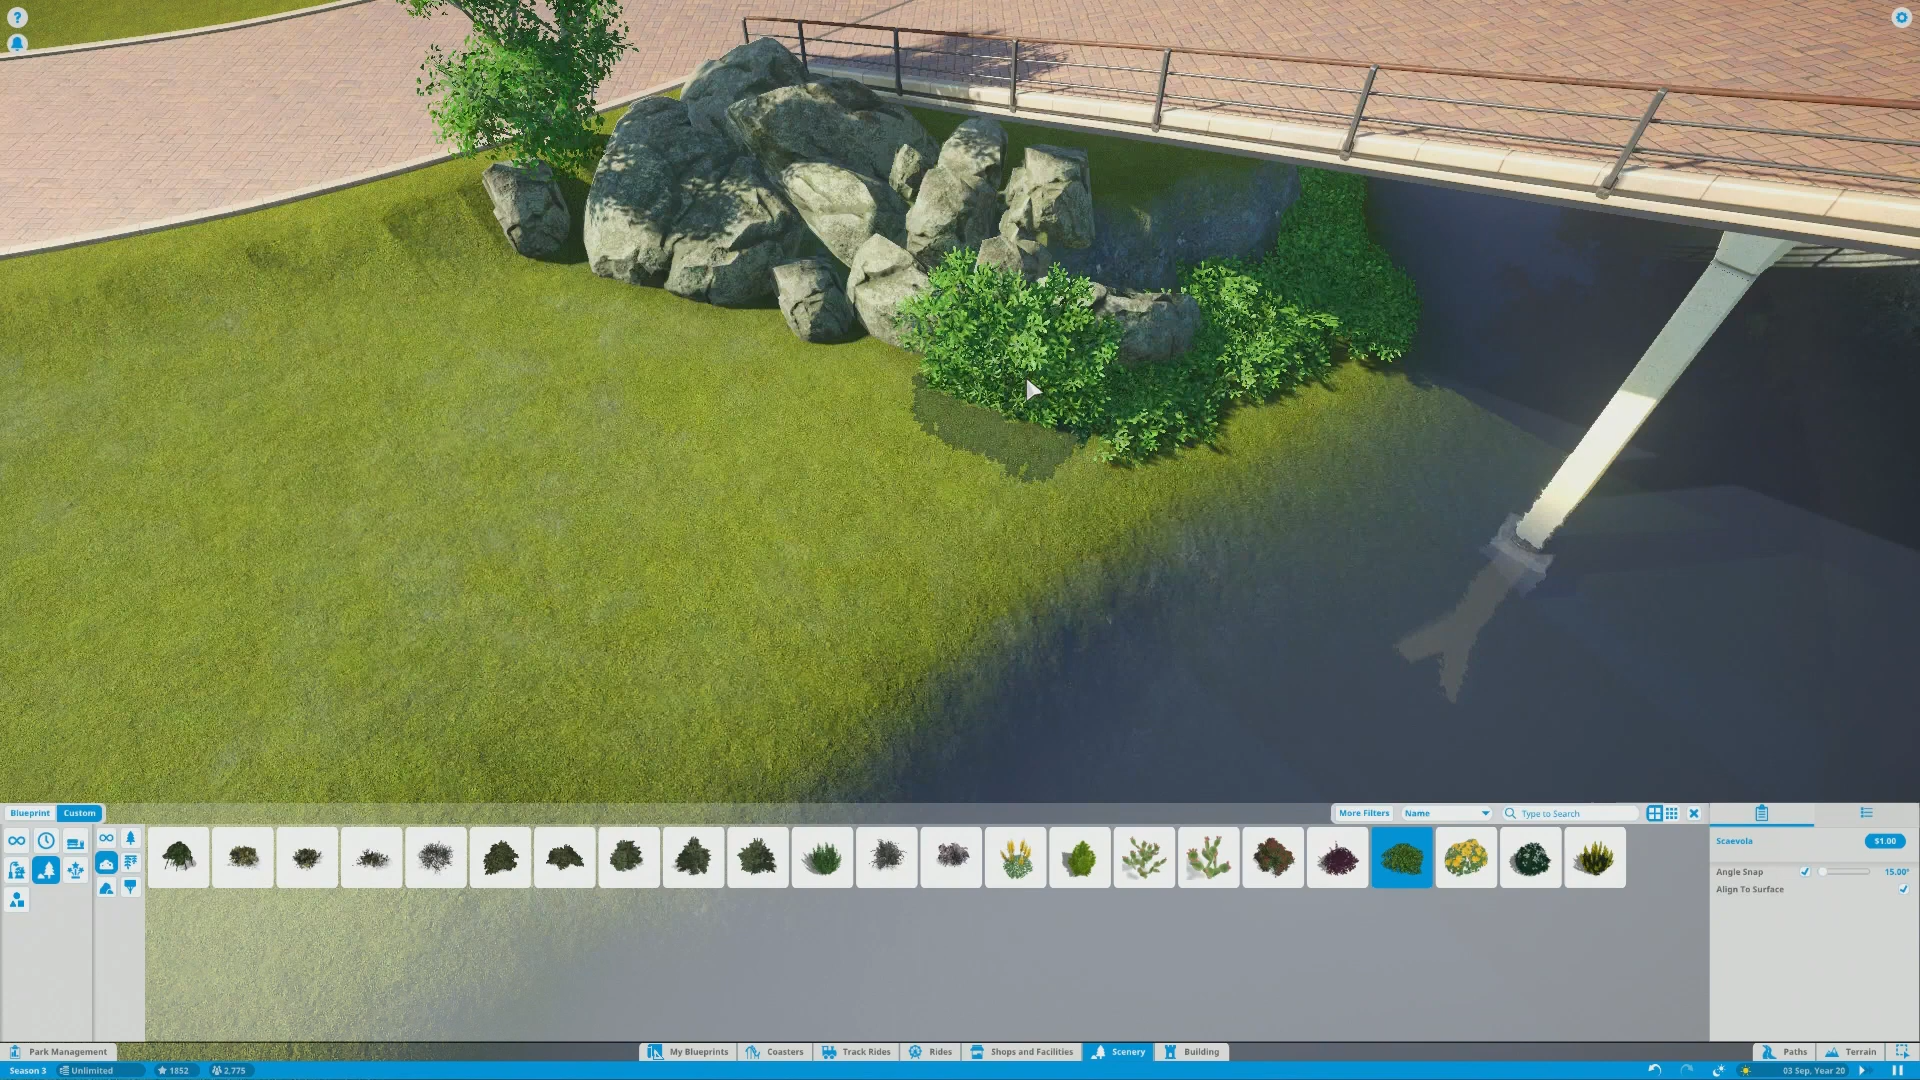 ?
Blueprint Custom
More Filters Name Type to Search
Scaevola $1.00
Angle Snap 15.00°
Align To Surface
Park Management My Blueprints Coasters Track Rides Rides Shops and Facilities Scenery Building Paths Terrain
Season 3 Unlimited 1852 2,775 03 Sep, Year 20